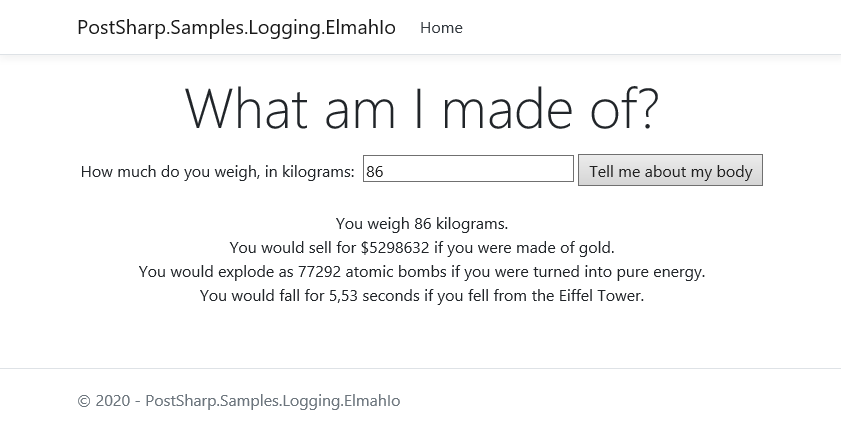 PostSharp.Samples.Logging.ElmahIo Home
What am I made of?
How much do you weigh, in kilograms: 86 Tell me about my body
You weigh 86 kilograms.
You would sell for $5298632 if you were made of gold.
You would explode as 77292 atomic bombs if you were turned into pure energy.
You would fall for 5,53 seconds if you fell from the Eiffel Tower.
© 2020 - PostSharp.Samples.Logging.ElmahIo